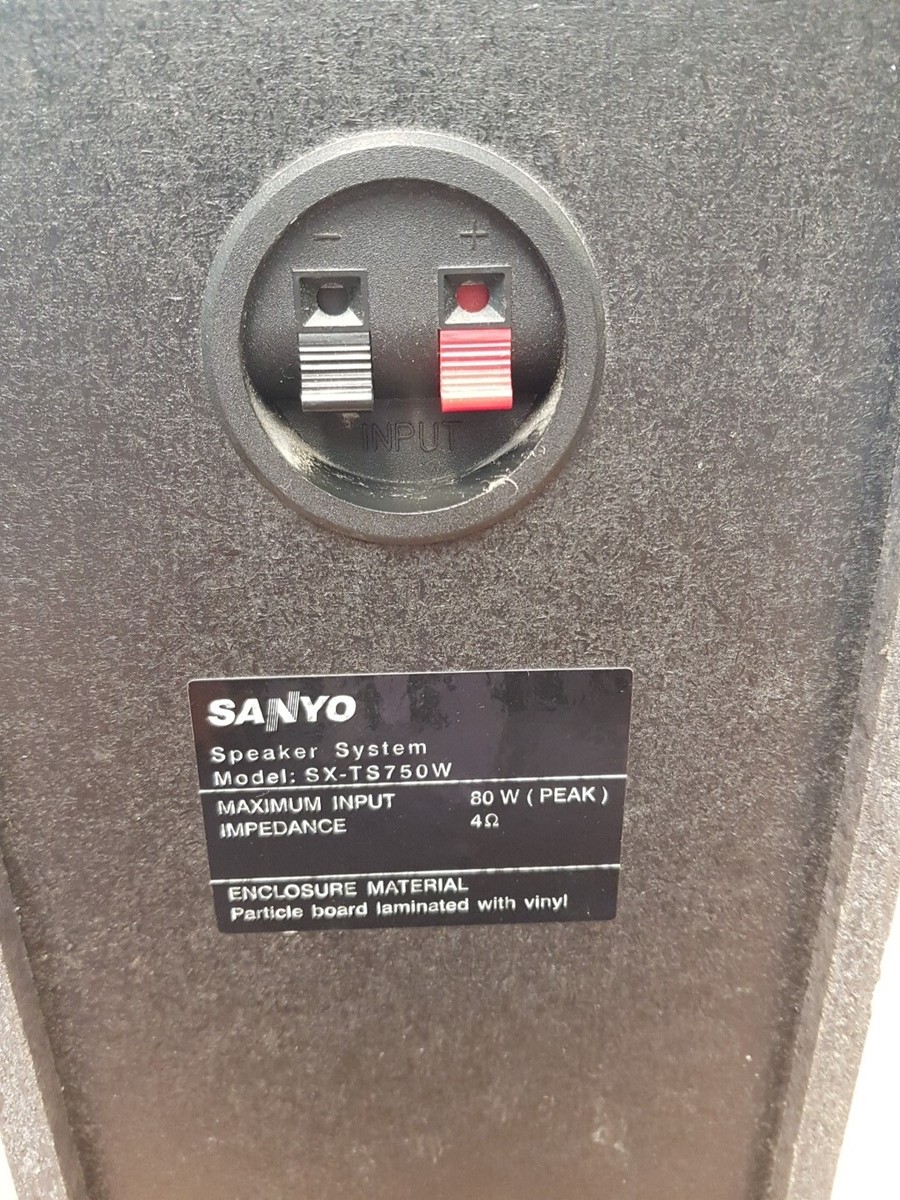 - +
INPUT
SANYO
Speaker System
Model: SX-TS750W
MAXIMUM INPUT 80 W ( PEAK )
IMPEDANCE 4Ω
ENCLOSURE MATERIAL
Particle board laminated with vinyl